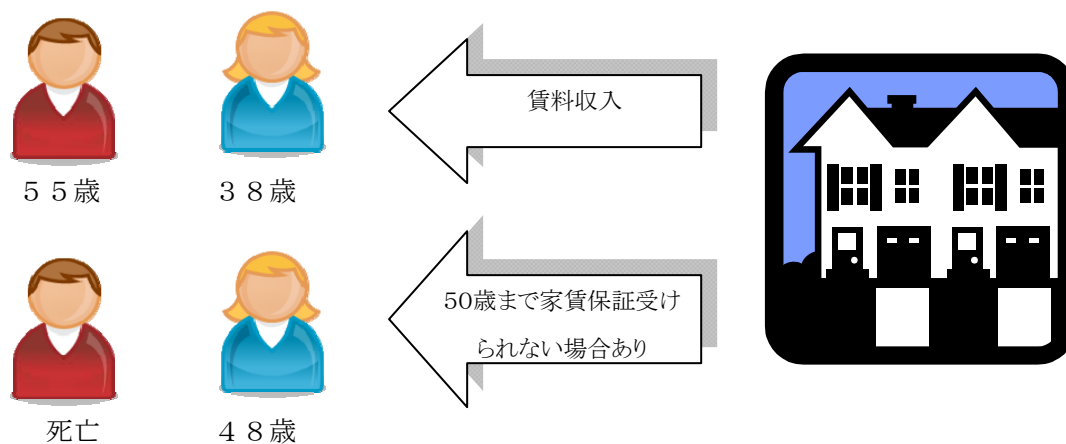 賃料収入
５５歳
３８歳
50歳まで家賃保証受け
られない場合あり
死亡
４８歳